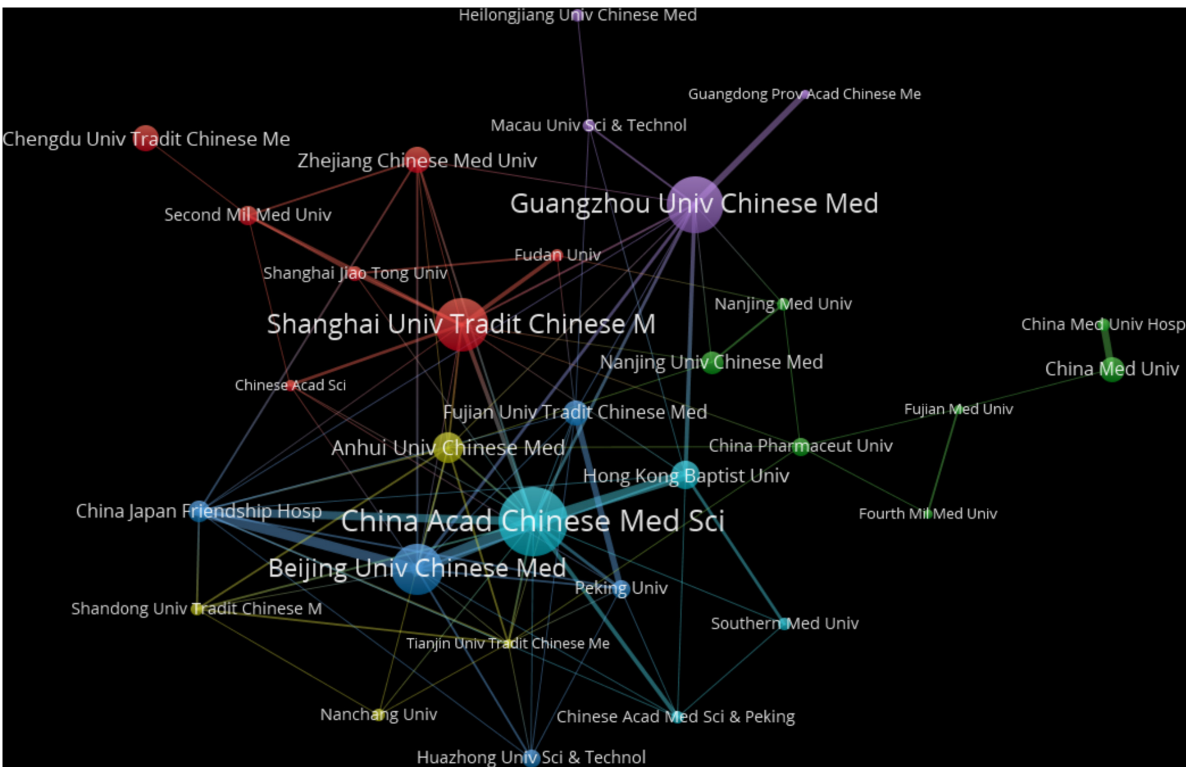 Heilongjiang Univ Chinese Med
Guangdong Prov Acad Chinese Me
Macau Univ Sci & Technol
Chengdu Univ Tradit Chinese Me
Zhejiang Chinese Med Univ
Guangzhou Univ Chinese Med
Second Mil Med Univ
Fudan Univ
Shanghai Jiao Tong Univ
Nanjing Med Univ
Shanghai Univ Tradit Chinese M
China Med Univ Hosp
Nanjing Univ Chinese Med
China Med Univ
Chinese Acad Sci
Fujian Univ Tradit Chinese Med
Fujian Med Univ
Anhui Univ Chinese Med
China Pharmaceut Univ
Hong Kong Baptist Univ
China Japan Friendship Hosp
Fourth Mil Med Univ
China Acad Chinese Med Sci
Beijing Univ Chinese Med
Peking Univ
Shandong Univ Tradit Chinese M
Southern Med Univ
Tianjin Univ Tradit Chinese Me
Nanchang Univ
Chinese Acad Med Sci & Peking
Huazhong Univ Sci & Technol